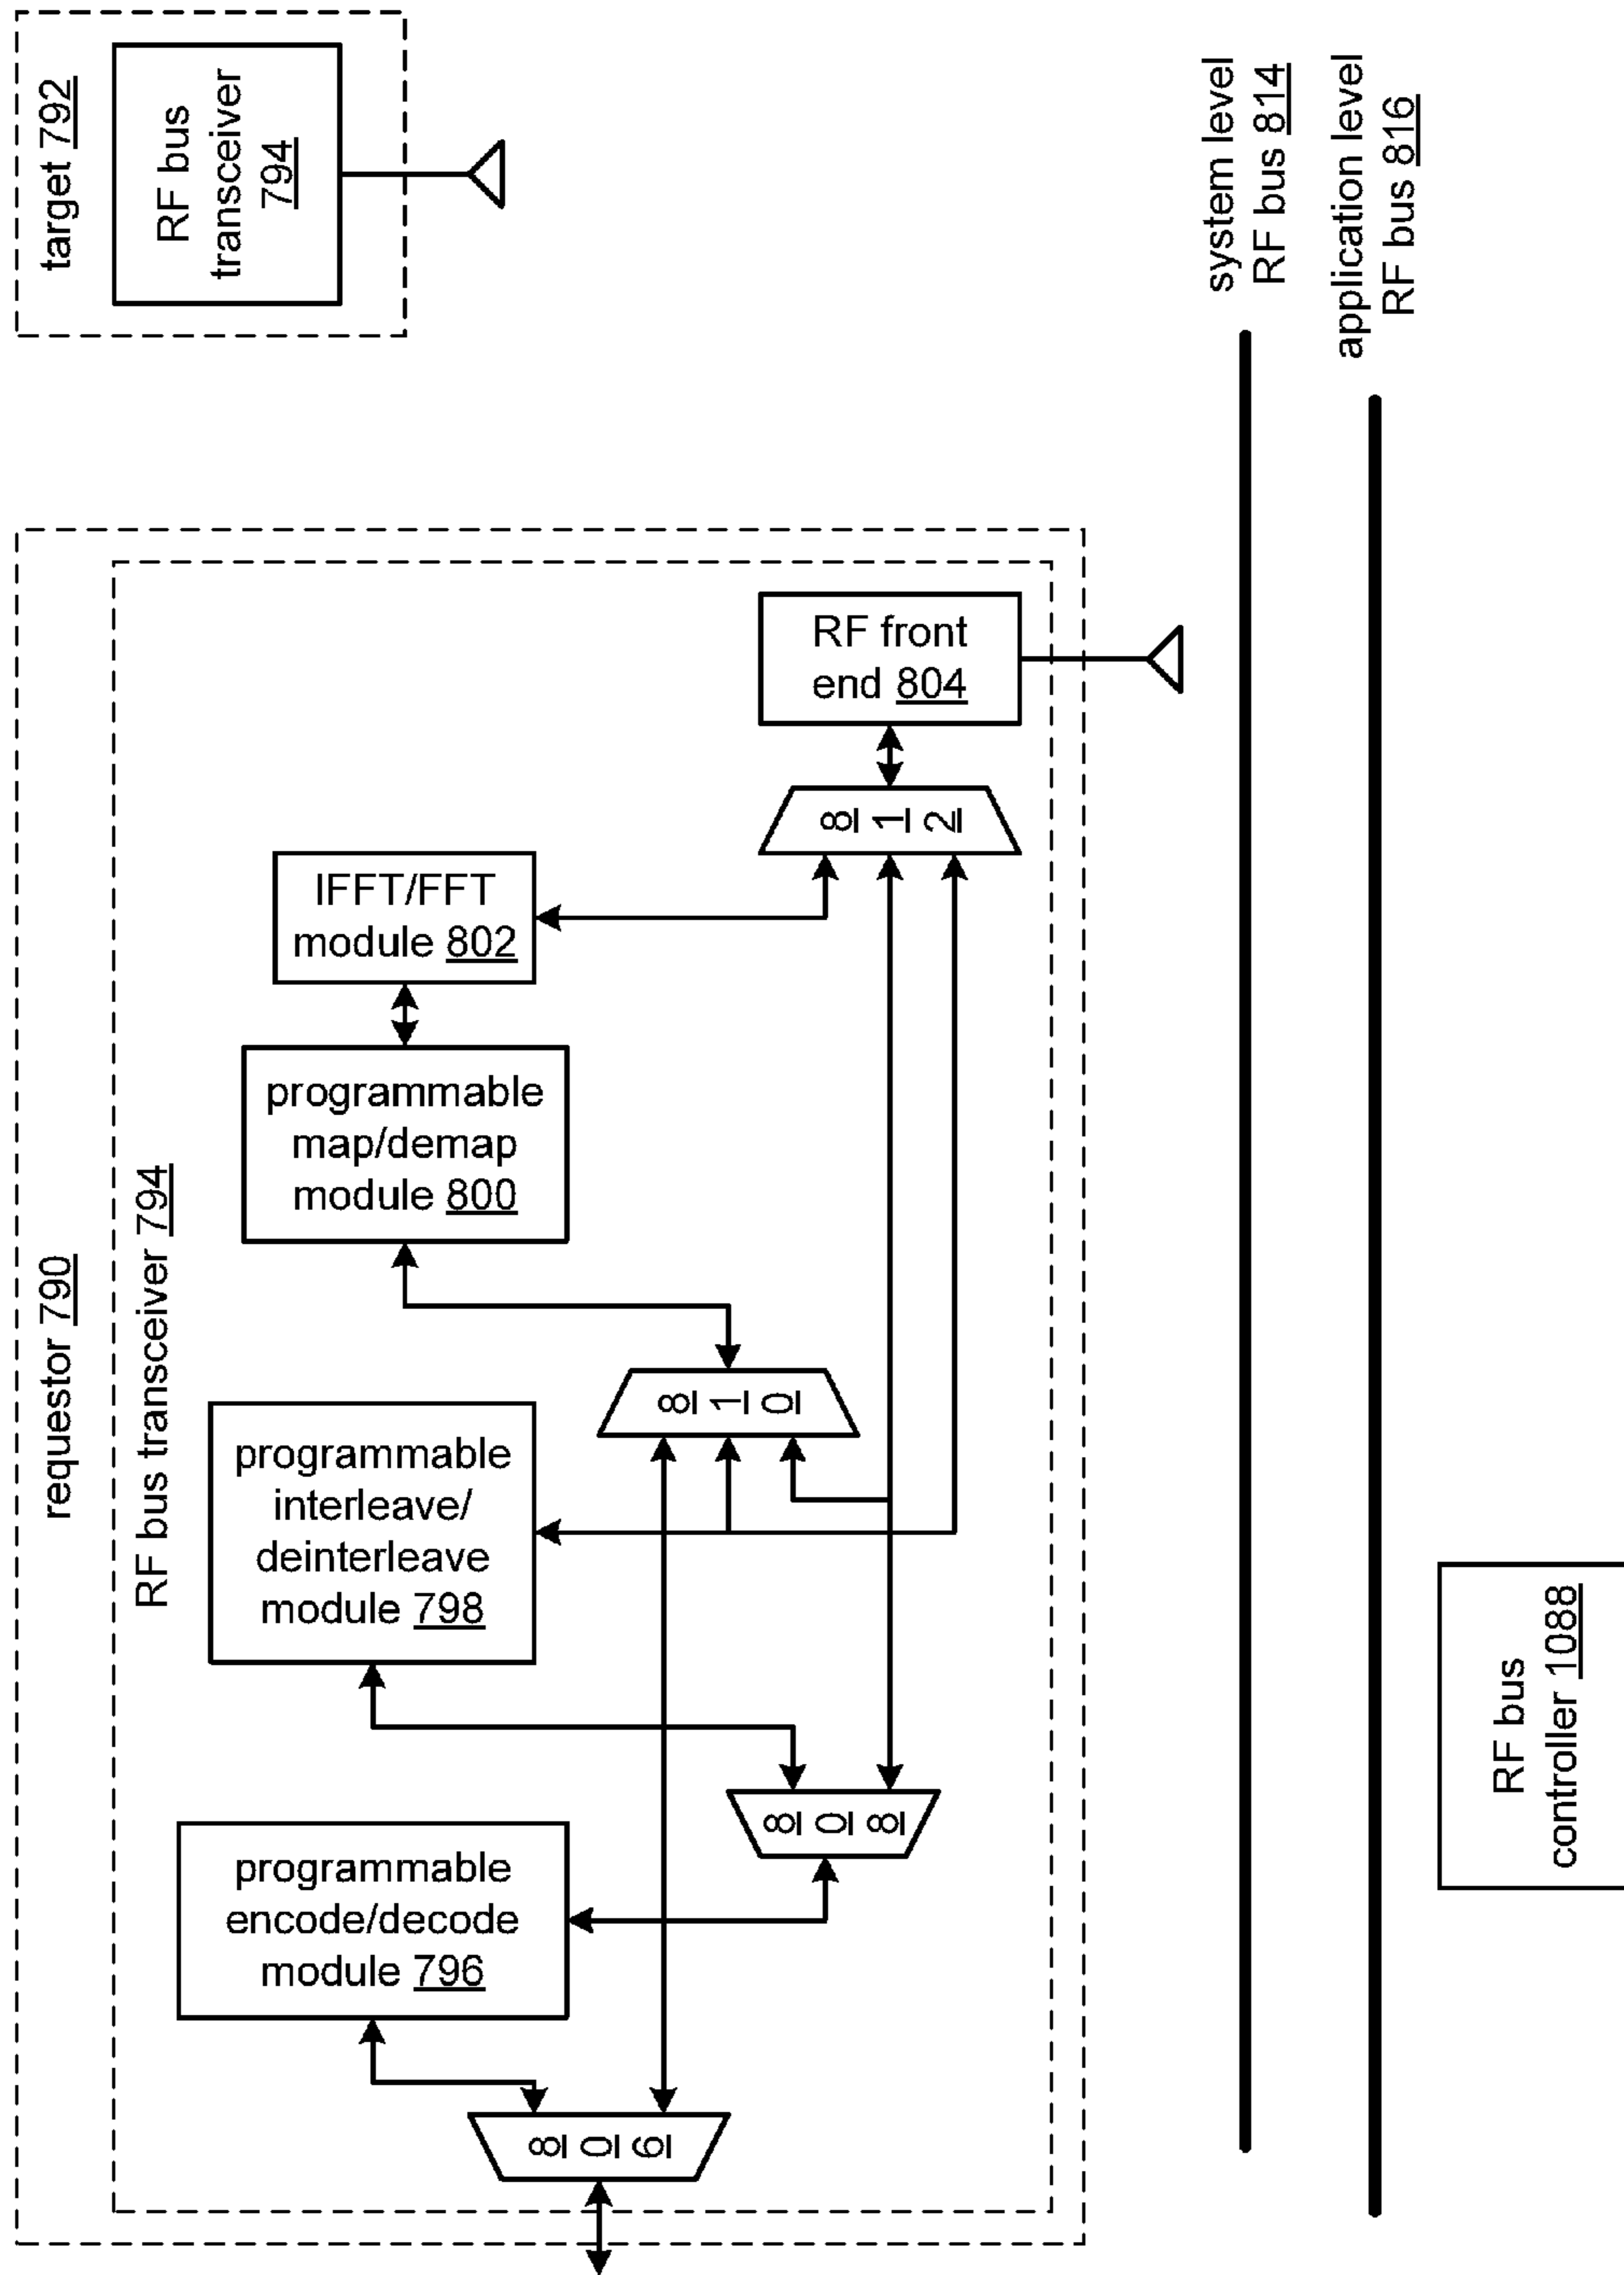 requestor 790
RF bus transceiver 794
programmable
encode/decode
module 796
programmable
interleave/
deinterleave
module 798
programmable
map/demap
module 800
IFFT/FFT
module 802
RF front
end 804
806
808
810
812
target 792
RF bus
transceiver
794
system level
RF bus 814
application level
RF bus 816
RF bus
controller 1088